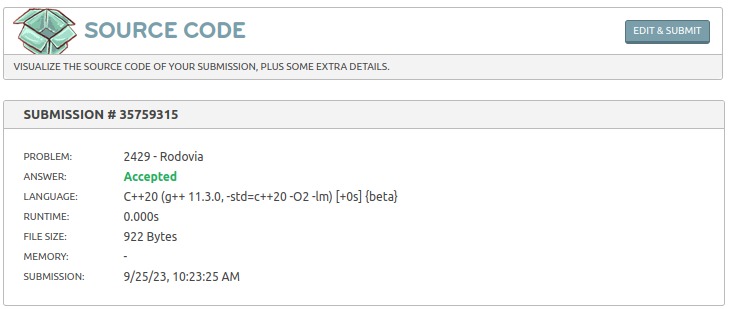 SOURCE CODE
EDIT & SUBMIT
VISUALIZE THE SOURCE CODE OF YOUR SUBMISSION, PLUS SOME EXTRA DETAILS.
SUBMISSION # 35759315
PROBLEM: 2429 - Rodovia
ANSWER: Accepted
LANGUAGE: C++20 (g++ 11.3.0, -std=c++20 -O2 -lm) [+0s] {beta}
RUNTIME: 0.000s
FILE SIZE: 922 Bytes
MEMORY: -
SUBMISSION: 9/25/23, 10:23:25 AM